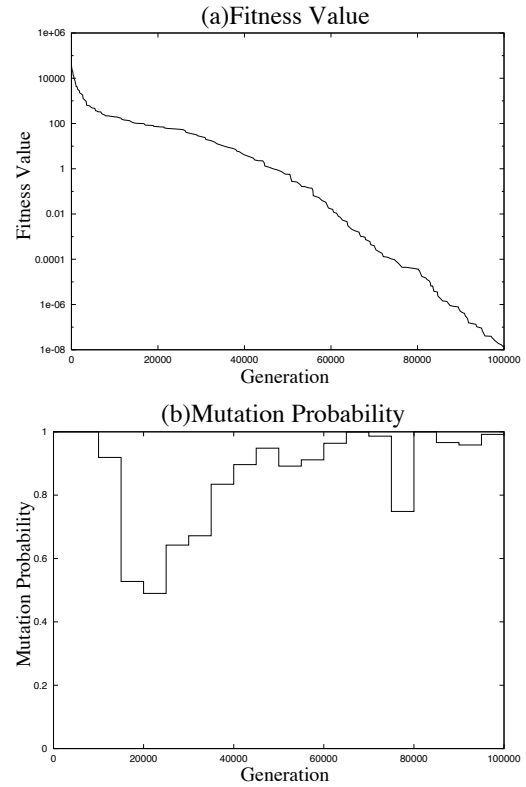 (a)Fitness Value
1e+06
10000
100
1
0.01
0.0001
1e-06
1e-08
Fitness Value
0
20000
40000
60000
80000
100000
Generation
(b)Mutation Probability
1
0.8
0.6
0.4
0.2
0
Mutation Probability
0
20000
40000
60000
80000
100000
Generation